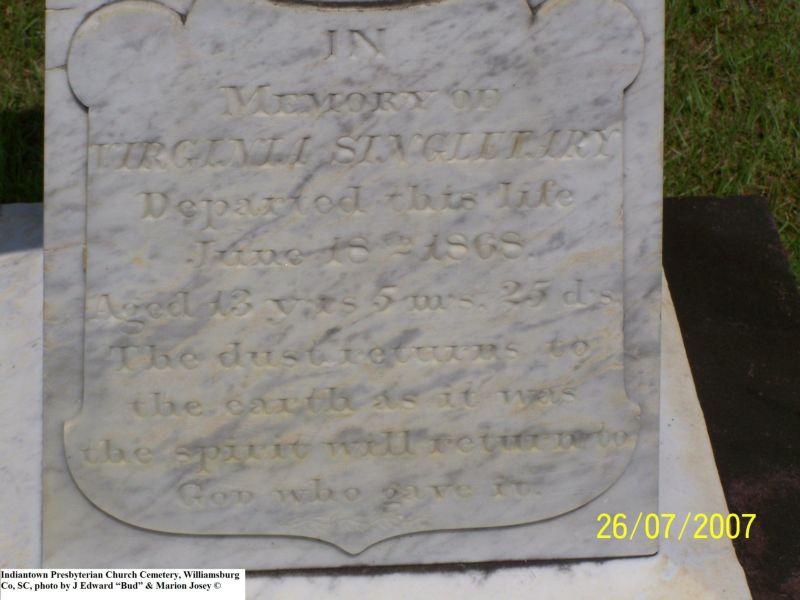 IN
MEMORY OF
VIRGINIA SINGLETARY
Departed this life
June 18th 1868.
Aged 13 yrs 5 ms. 25 ds.
The dust returns to
the earth as it was
the spirit will return to
GOD who gave it.
26/07/2007
Indiantown Presbyterian Church Cemetery, Williamsburg
Co, SC, photo by J Edward “Bud” & Marion Josey ©